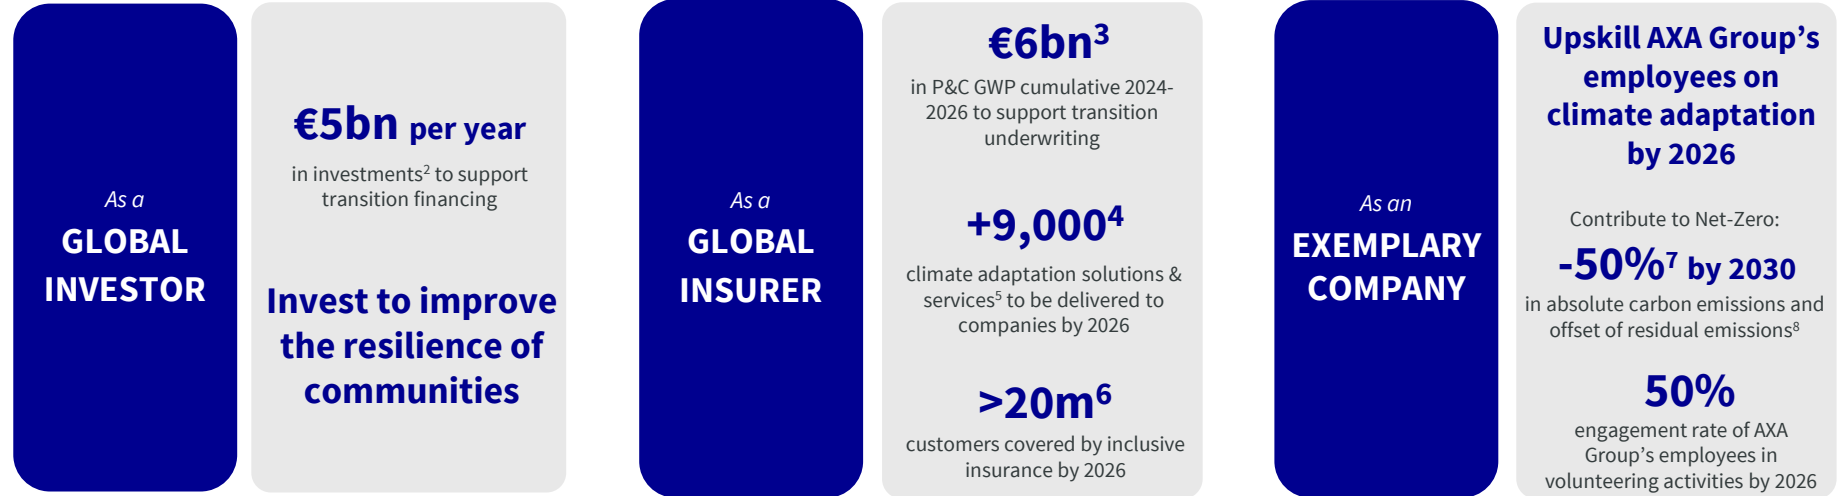 As a
GLOBAL
INVESTOR
€5bn per year
in investments² to support
transition financing
Invest to improve
the resilience of
communities
As a
GLOBAL
INSURER
€6bn³
in P&C GWP cumulative 2024-
2026 to support transition
underwriting
+9,000⁴
climate adaptation solutions &
services⁵ to be delivered to
companies by 2026
>20m⁶
customers covered by inclusive
insurance by 2026
As an
EXEMPLARY
COMPANY
Upskill AXA Group’s
employees on
climate adaptation
by 2026
Contribute to Net-Zero:
-50%⁷ by 2030
in absolute carbon emissions and
offset of residual emissions⁸
50%
engagement rate of AXA
Group’s employees in
volunteering activities by 2026